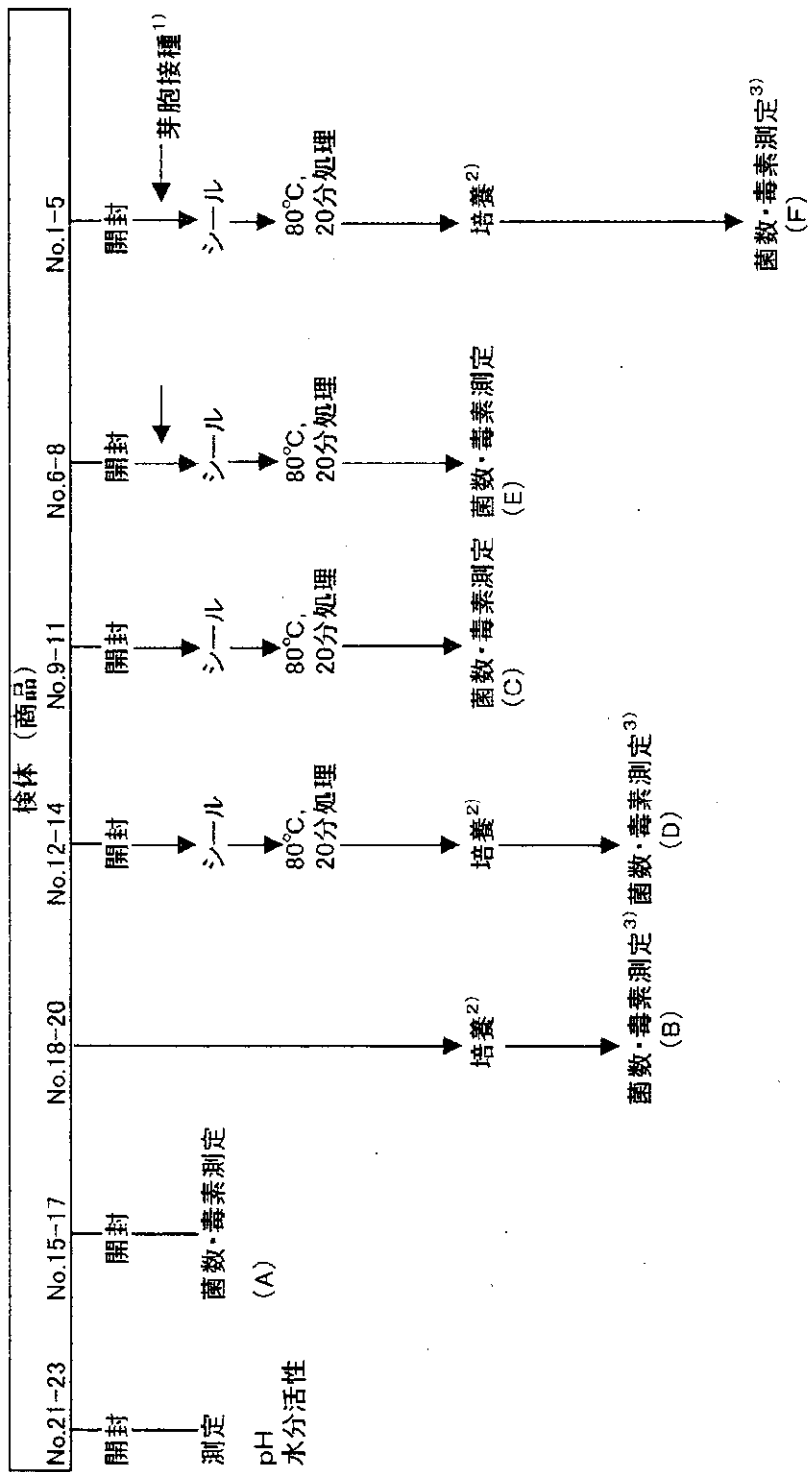 検体 (商品)
No.21-23
開封
測定
pH
水分活性
No.15-17
開封
菌数・毒素測定
(A)
No.18-20
培養2)
菌数・毒素測定3)
(B)
No.12-14
開封
シール
80°C,
20分処理
培養2)
菌数・毒素測定3)
(D)
No.9-11
開封
シール
80°C,
20分処理
菌数・毒素測定
(C)
No.6-8
開封
シール
80°C,
20分処理
菌数・毒素測定
(E)
No.1-5
開封
芽胞接種1)
シール
80°C,
20分処理
培養2)
菌数・毒素測定3)
(F)